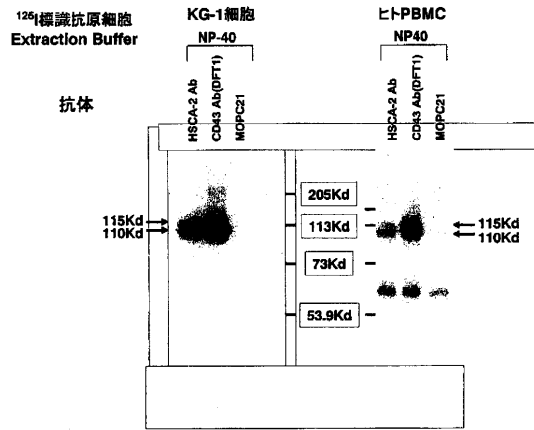 ¹²⁵I標識抗原細胞
Extraction Buffer
KG-1細胞
NP-40
ヒトPBMC
NP40
抗体
HSCA-2 Ab
CD43 Ab(DFT1)
MOPC21
HSCA-2 Ab
CD43 Ab(DFT1)
MOPC21
115Kd
110Kd
205Kd
113Kd
73Kd
53.9Kd
115Kd
110Kd